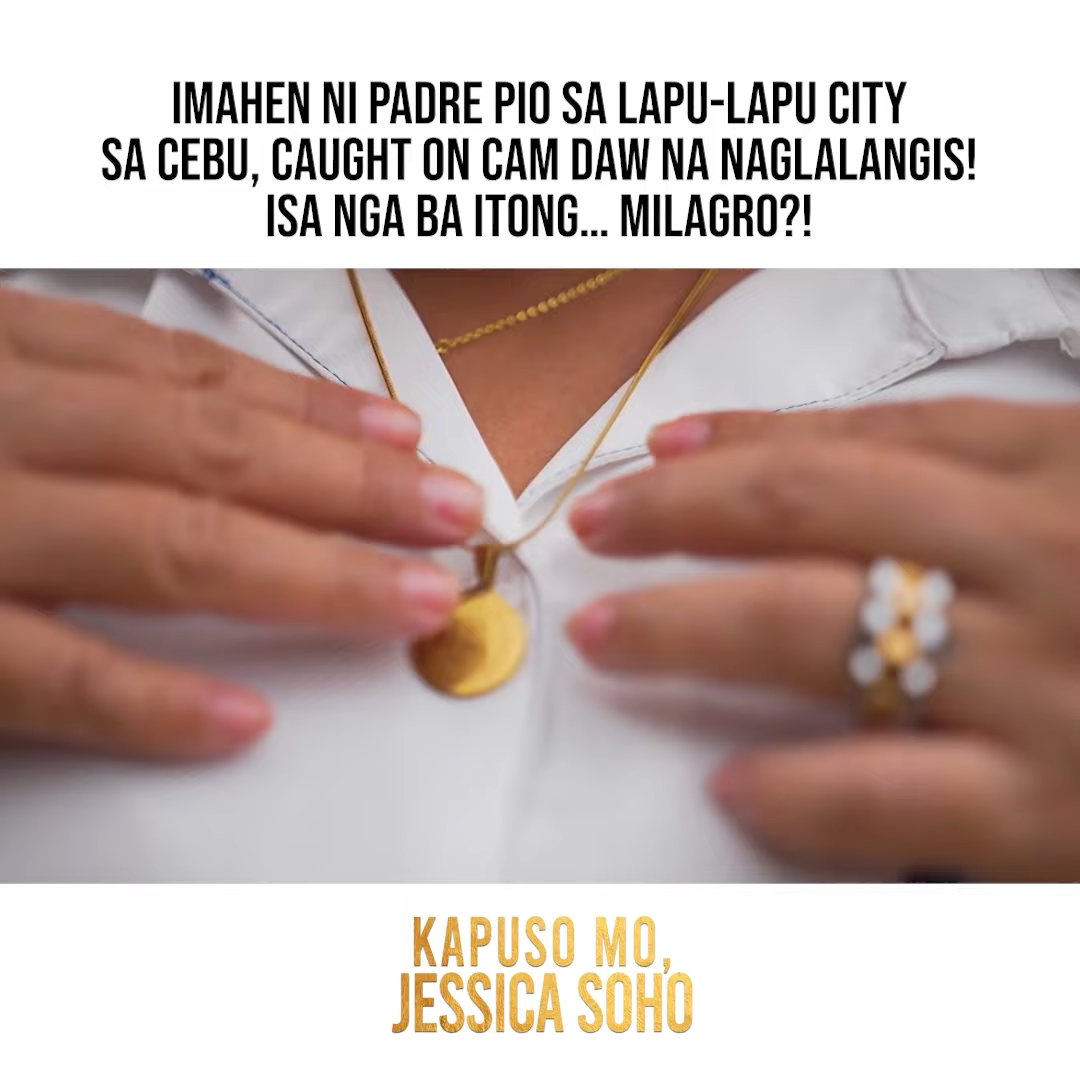 IMAHEN NI PADRE PIO SA LAPU-LAPU CITY
SA CEBU, CAUGHT ON CAM DAW NA NAGLALANGIS!
ISA NGA BA ITONG... MILAGRO?!
KAPUSO MO,
JESSICA SOHO